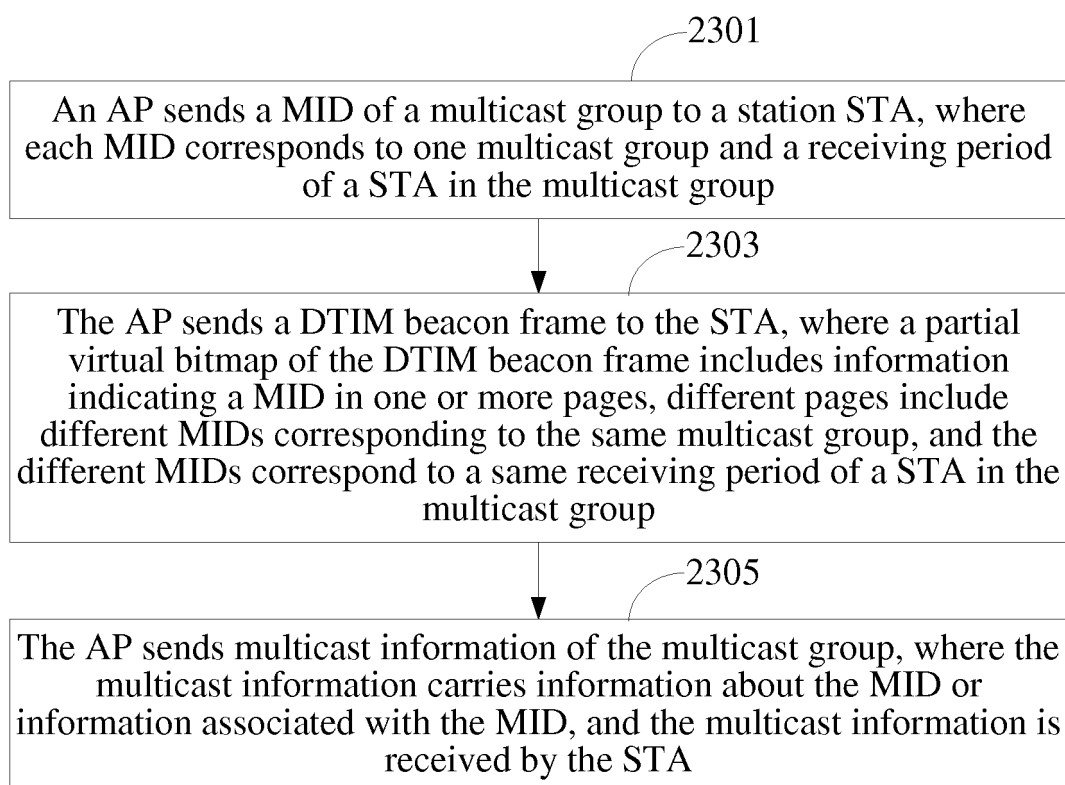 2301
An AP sends a MID of a multicast group to a station STA, where
each MID corresponds to one multicast group and a receiving period
of a STA in the multicast group
2303
The AP sends a DTIM beacon frame to the STA, where a partial
virtual bitmap of the DTIM beacon frame includes information
indicating a MID in one or more pages, different pages include
different MIDs corresponding to the same multicast group, and the
different MIDs correspond to a same receiving period of a STA in the
multicast group
2305
The AP sends multicast information of the multicast group, where the
multicast information carries information about the MID or
information associated with the MID, and the multicast information is
received by the STA